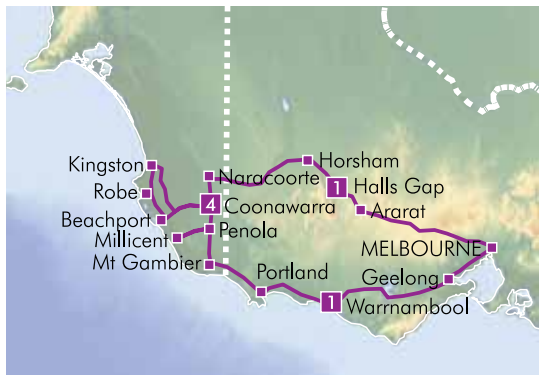 Kingston
Naracoorte
Horsham
Robe
1 Halls Gap
4 Coonawarra
Ararat
Beachport
Penola
Millicent
MELBOURNE
Mt Gambier
Portland
Geelong
1 Warrnambool